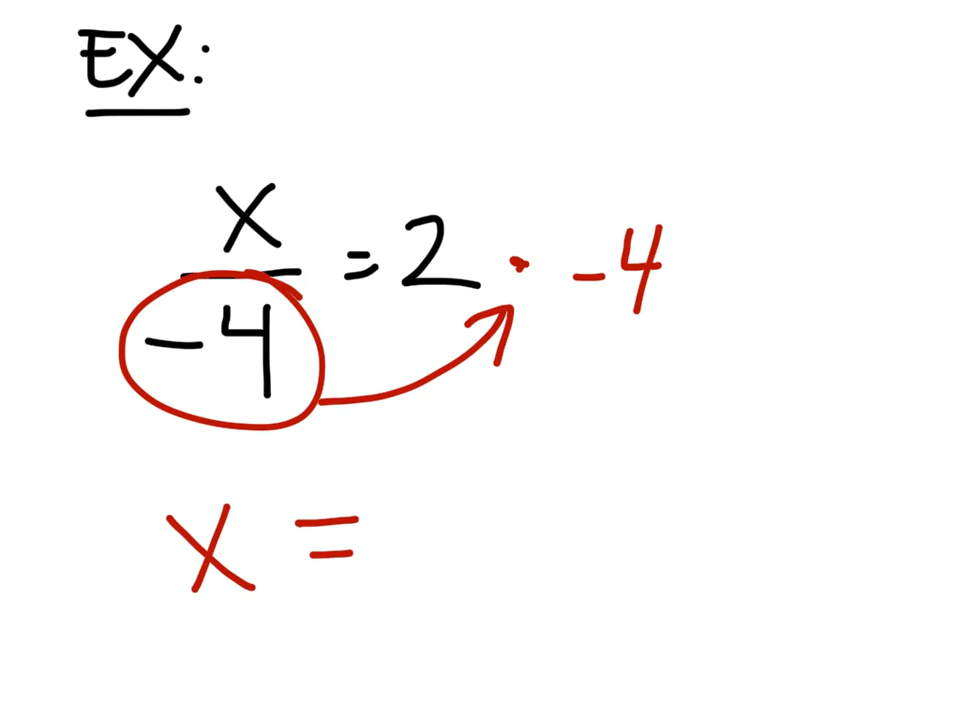 EX:
x/-4 = 2 · -4
x =